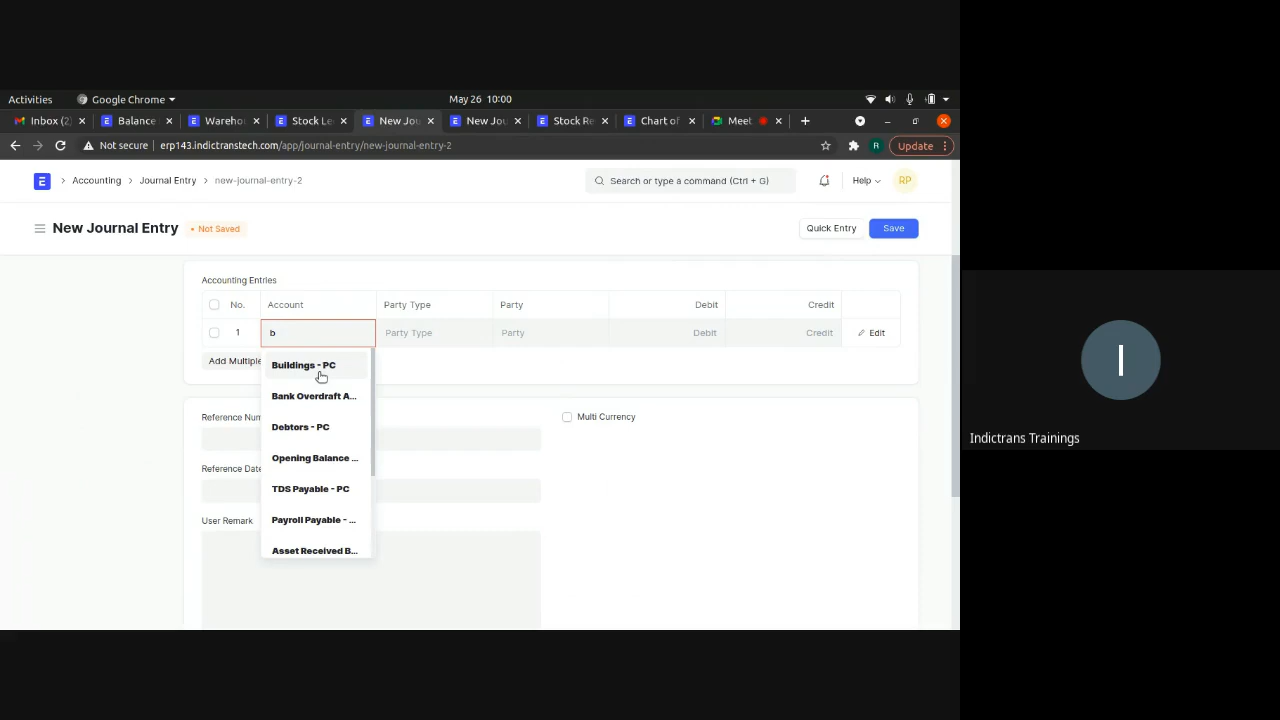 Activities Google Chrome May 26 10:00
Inbox (2) Balance Wareho Stock Le New Jou New Jou Stock Re Chart of Meet
Not secure erp143.indictranstech.com/app/journal-entry/new-journal-entry-2 R Update
E Accounting Journal Entry new-journal-entry-2 Search or type a command (Ctrl + G) Help RP
New Journal Entry Not Saved Quick Entry Save
Accounting Entries
No. Account Party Type Party Debit Credit
1 b Party Type Party Debit Credit Edit
Add Multiple
Buildings - PC
Bank Overdraft A...
Debtors - PC
Opening Balance ...
TDS Payable - PC
Payroll Payable - ...
Asset Received B...
Reference Num
Multi Currency
Reference Date
User Remark
I
Indictrans Trainings